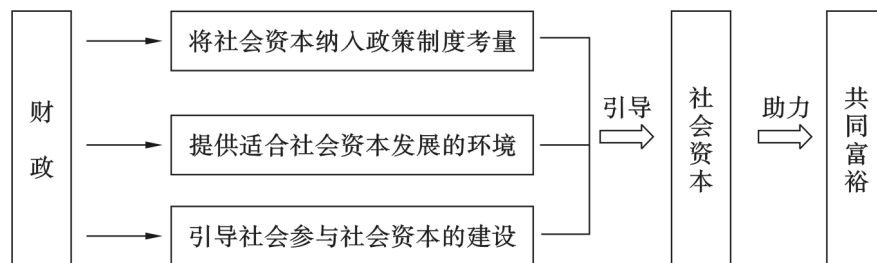 财政
将社会资本纳入政策制度考量
提供适合社会资本发展的环境
引导社会参与社会资本的建设
引导
社会资本
助力
共同富裕